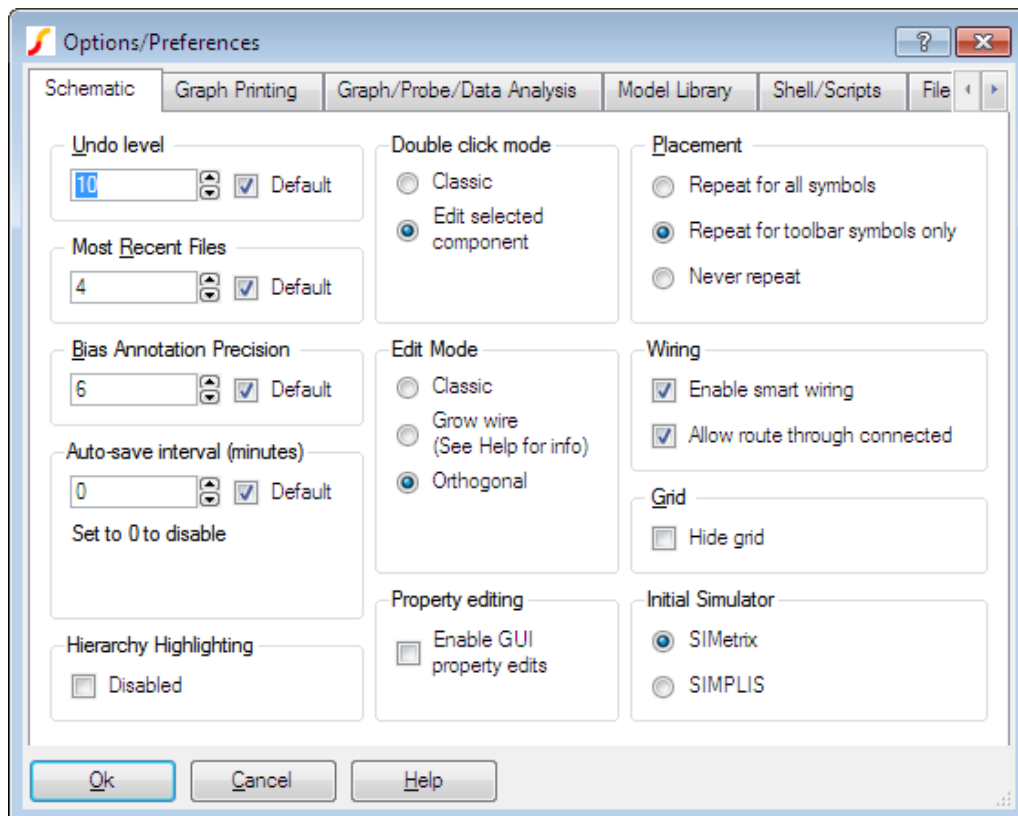 Options/Preferences
Schematic
Graph Printing
Graph/Probe/Data Analysis
Model Library
Shell/Scripts
File
Undo level
10
Default
Most Recent Files
4
Default
Bias Annotation Precision
6
Default
Auto-save interval (minutes)
0
Default
Set to 0 to disable
Hierarchy Highlighting
Disabled
Double click mode
Classic
Edit selected
component
Edit Mode
Classic
Grow wire
(See Help for info)
Orthogonal
Property editing
Enable GUI
property edits
Placement
Repeat for all symbols
Repeat for toolbar symbols only
Never repeat
Wiring
Enable smart wiring
Allow route through connected
Grid
Hide grid
Initial Simulator
SIMetrix
SIMPLIS
Ok
Cancel
Help